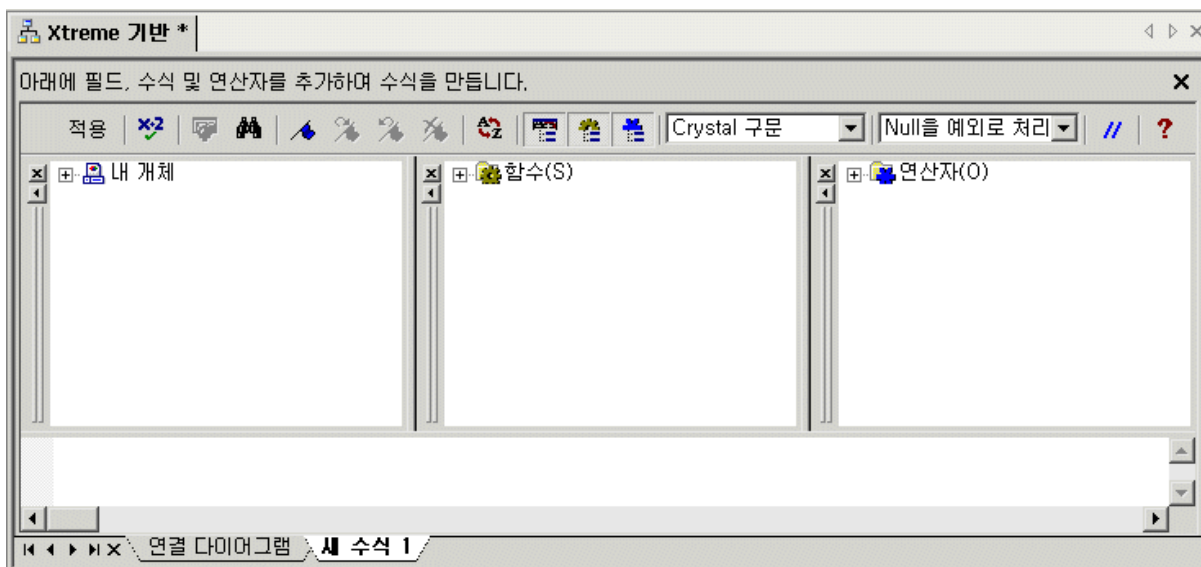 Xtreme 기반 *
아래에 필드, 수식 및 연산자를 추가하여 수식을 만듭니다.
적용 X+2 Crystal 구문 Null을 예외로 처리 // ?
내 개체 함수(S) 연산자(O)
연결 다이어그램 새 수식 1